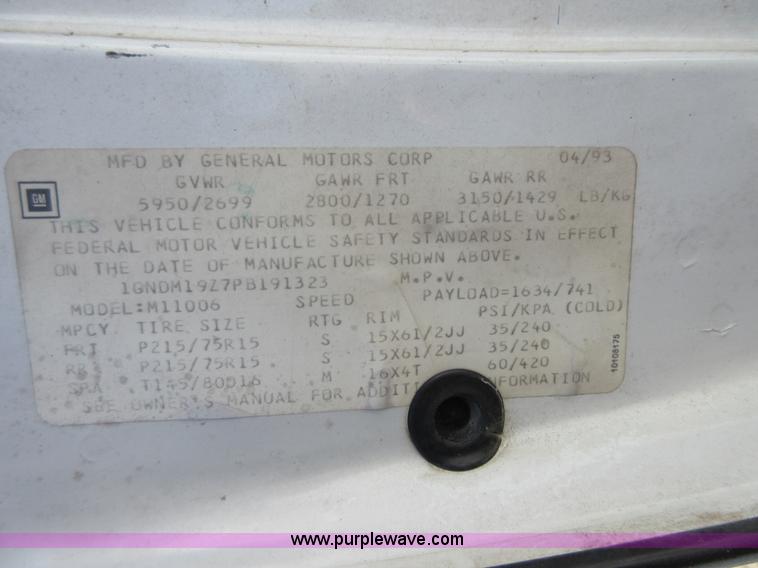 MFD BY GENERAL MOTORS CORP 04/93
GVWR GAWR FRT GAWR RR
5950/2699 2800/1270 3150/1429 LB/KG
GM
THIS VEHICLE CONFORMS TO ALL APPLICABLE U.S.
FEDERAL MOTOR VEHICLE SAFETY STANDARDS IN EFFECT
ON THE DATE OF MANUFACTURE SHOWN ABOVE.
1GNDM19Z7PB191323 M.P.V.
MODEL:M11006 SPEED PAYLOAD=1634/741
MPCY TIRE SIZE RTG RIM PSI/KPA (COLD)
FRT P215/75R15 S 15X61/2JJ 35/240
RR P215/75R15 S 15X61/2JJ 35/240
SPA T145/80D16 M 16X4T 60/420
SEE OWNER'S MANUAL FOR ADDITI INFORMATION
10108175
www.purplewave.com